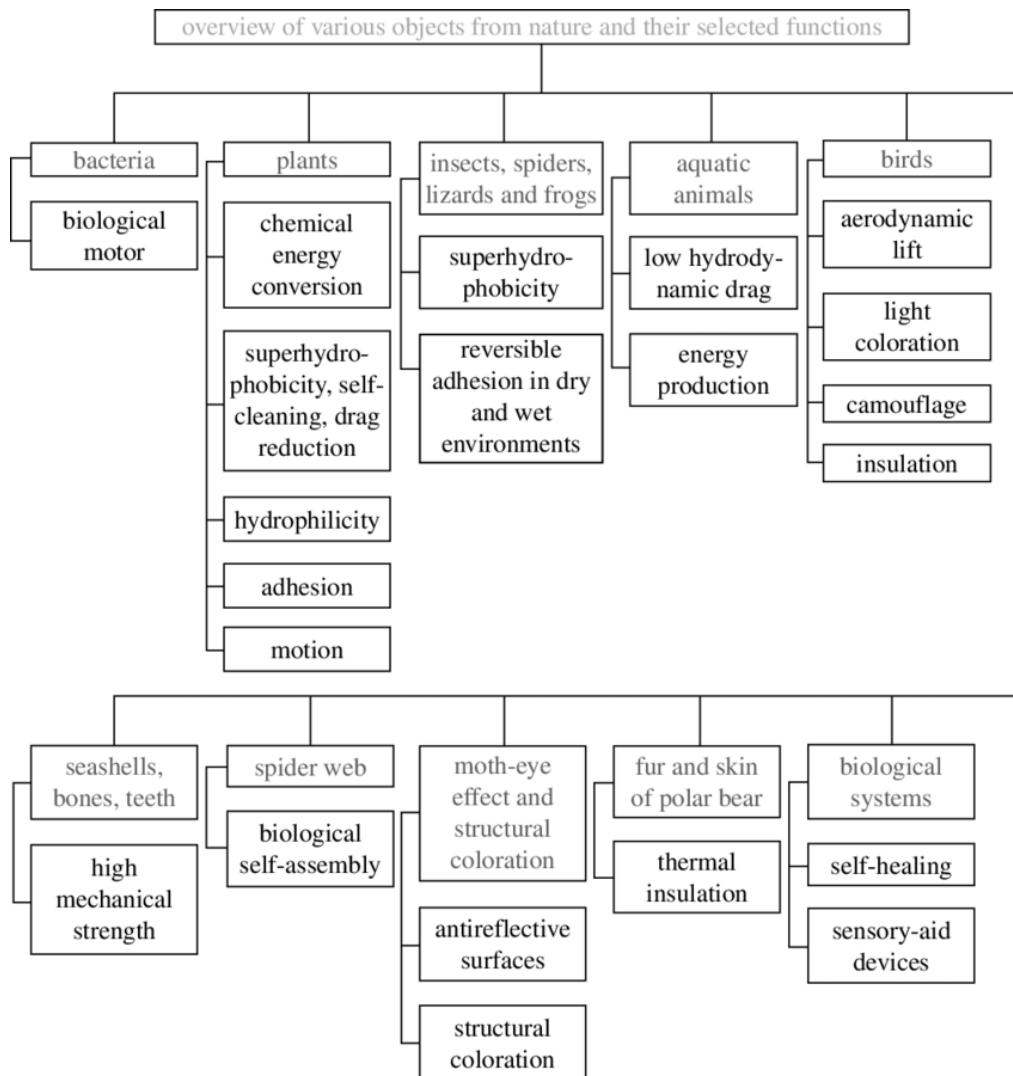 overview of various objects from nature and their selected functions
bacteria
biological
motor
plants
chemical
energy
conversion
superhydro-
phobicity, self-
cleaning, drag
reduction
hydrophilicity
adhesion
motion
insects, spiders,
lizards and frogs
superhydro-
phobicity
reversible
adhesion in dry
and wet
environments
aquatic
animals
low hydrody-
namic drag
energy
production
birds
aerodynamic
lift
light
coloration
camouflage
insulation
seashells,
bones, teeth
high
mechanical
strength
spider web
biological
self-assembly
moth-eye
effect and
structural
coloration
antireflective
surfaces
structural
coloration
fur and skin
of polar bear
thermal
insulation
biological
systems
self-healing
sensory-aid
devices